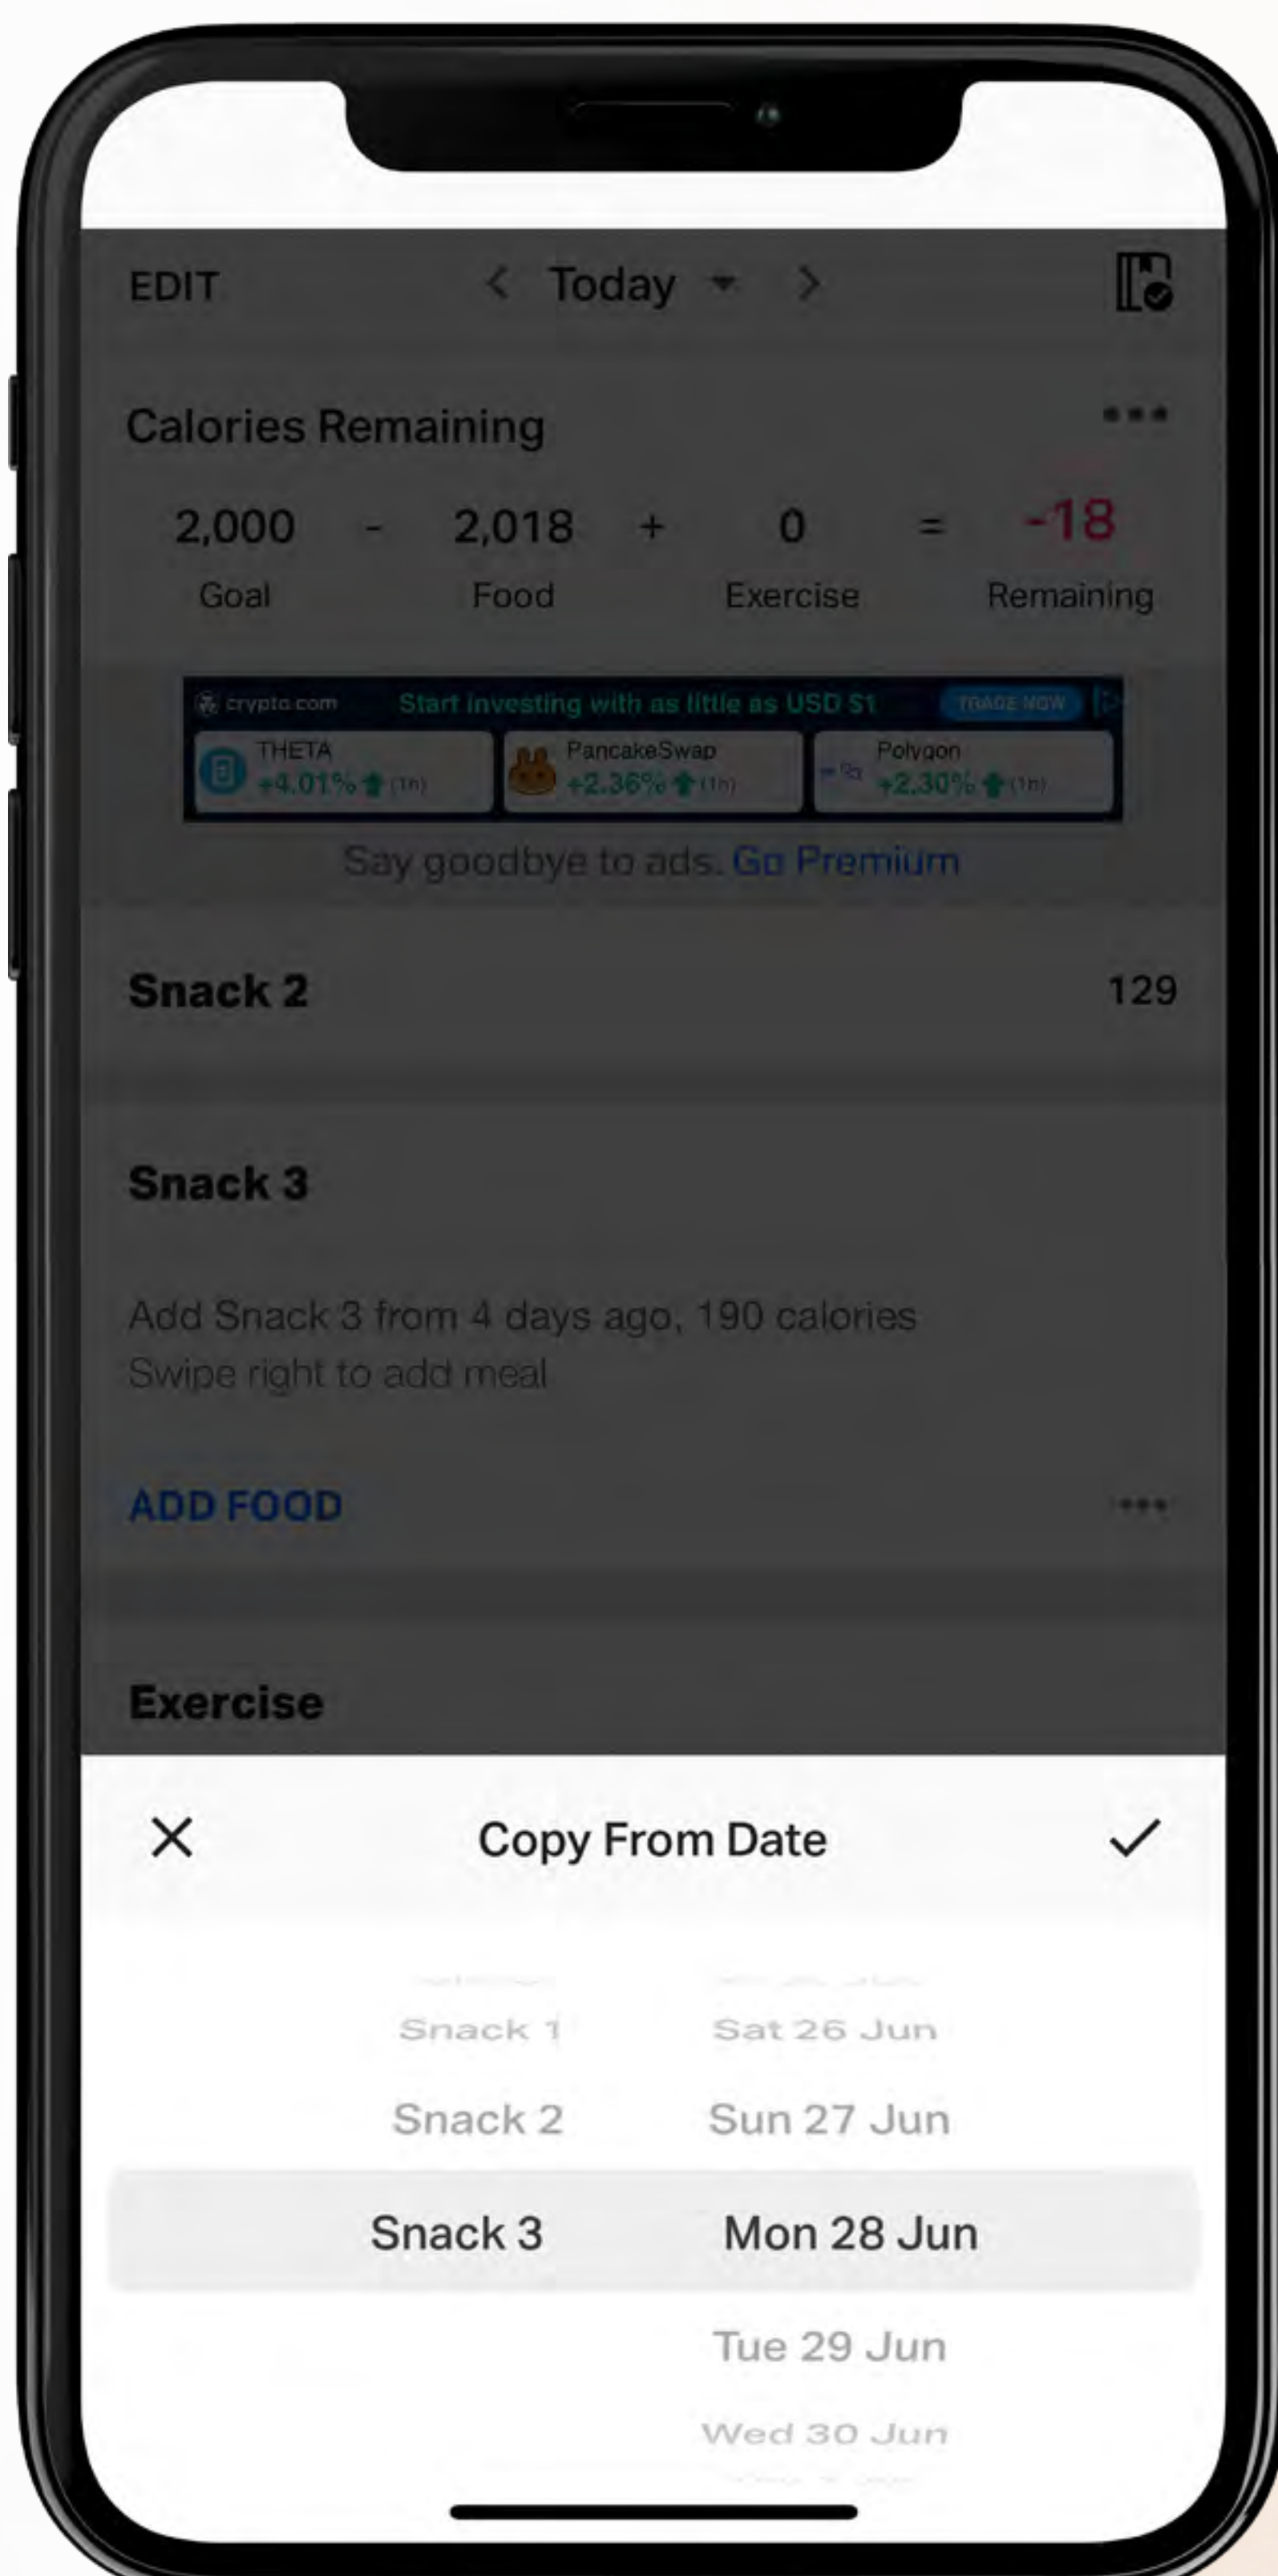 EDIT < Today >
Calories Remaining
2,000 - 2,018 + 0 = -18
Goal Food Exercise Remaining
crypto.com Start investing with as little as USD $1 TRADE NOW
THETA PancakeSwap Polygon
+4.01% (1h) +2.36% (1h) +2.30% (1h)
Say goodbye to ads. Go Premium
Snack 2 129
Snack 3
Add Snack 3 from 4 days ago, 190 calories
Swipe right to add meal
ADD FOOD
Exercise
Copy From Date
Snack 1 Sat 26 Jun
Snack 2 Sun 27 Jun
Snack 3 Mon 28 Jun
Tue 29 Jun
Wed 30 Jun